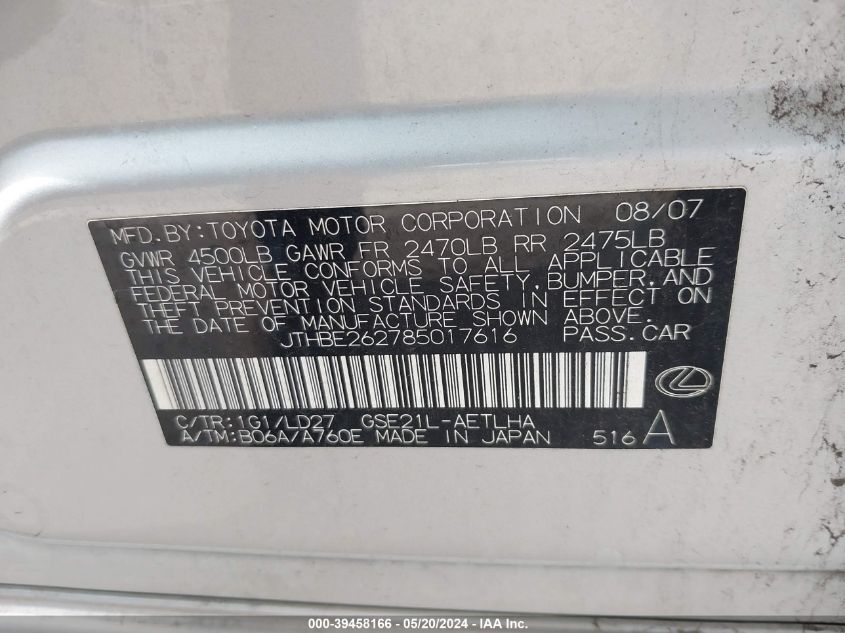 MFD.BY:TOYOTA MOTOR CORPORATION 08/07
GVWR 4500LB GAWR FR 2470LB RR 2475LB
THIS VEHICLE CONFORMS TO ALL APPLICABLE
FEDERAL MOTOR VEHICLE SAFETY,BUMPER,AND
THEFT PREVENTION STANDARDS IN EFFECT ON
THE DATE OF MANUFACTURE SHOWN ABOVE.
JTHBE262785017616 PASS.CAR
C/TR:1G1/LD27 GSE21L-AETLHA
A/TM:B06A/A760E MADE IN JAPAN 516A
000-39458166 — 05/20/2024 — IAA Inc.